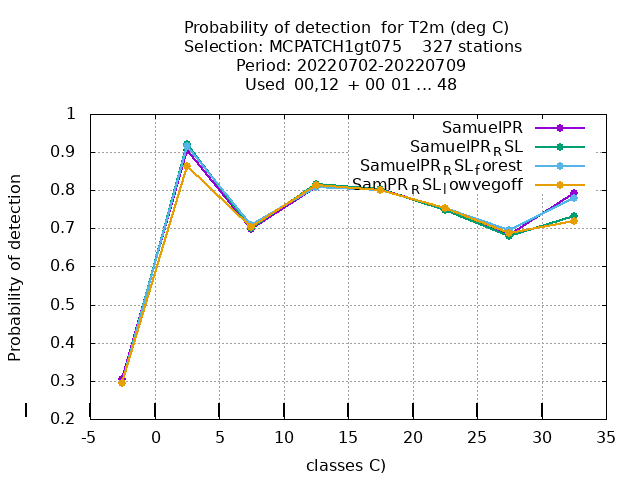 Probability of detection  for T2m (deg C)
Selection: MCPATCH1gt075    327 stations
Period: 20220702-20220709
Used  00,12  + 00 01 ... 48
Probability of detection
1
0.9
0.8
0.7
0.6
0.5
0.4
0.3
0.2
SamuelPR
SamuelPR_RSL
SamuelPR_RSL_forest
SamPR_RSL_lowvegoff
-5 0 5 10 15 20 25 30 35
classes C)